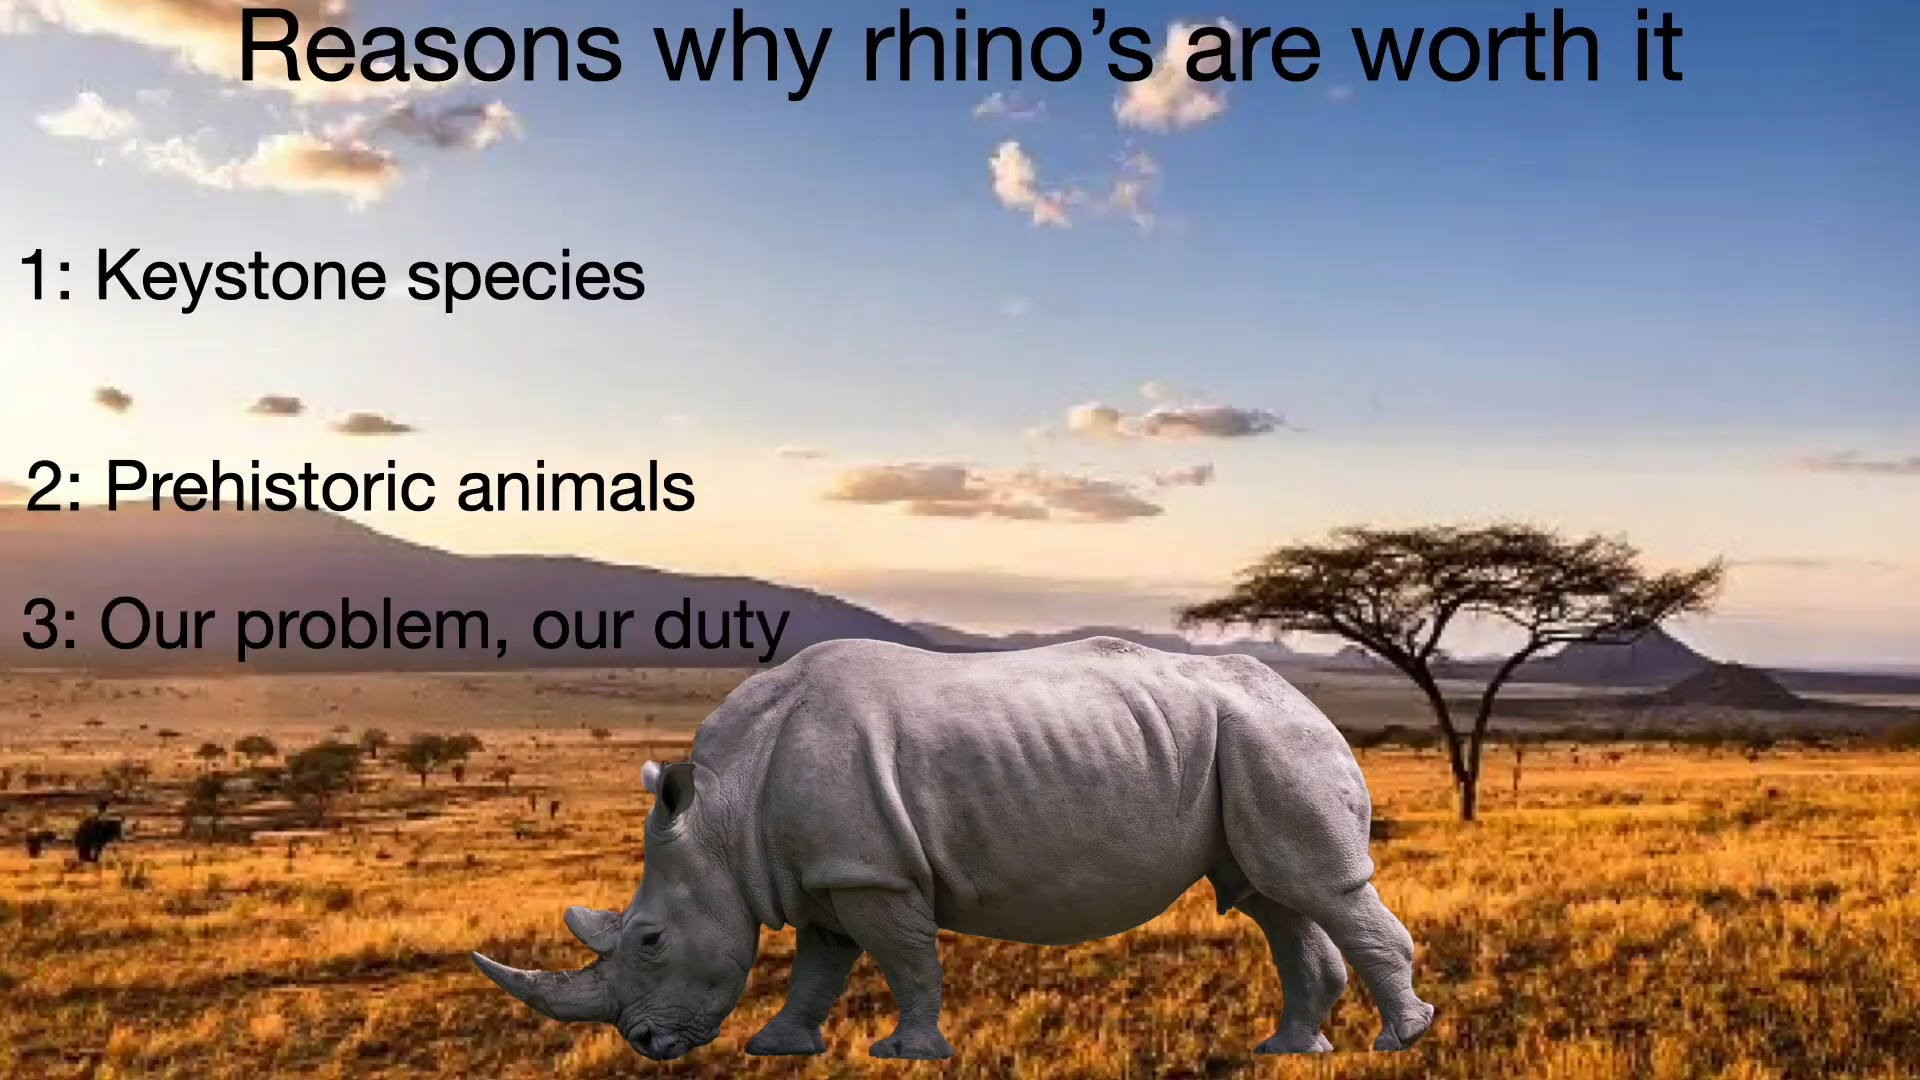 Reasons why rhino’s are worth it
1: Keystone species
2: Prehistoric animals
3: Our problem, our duty